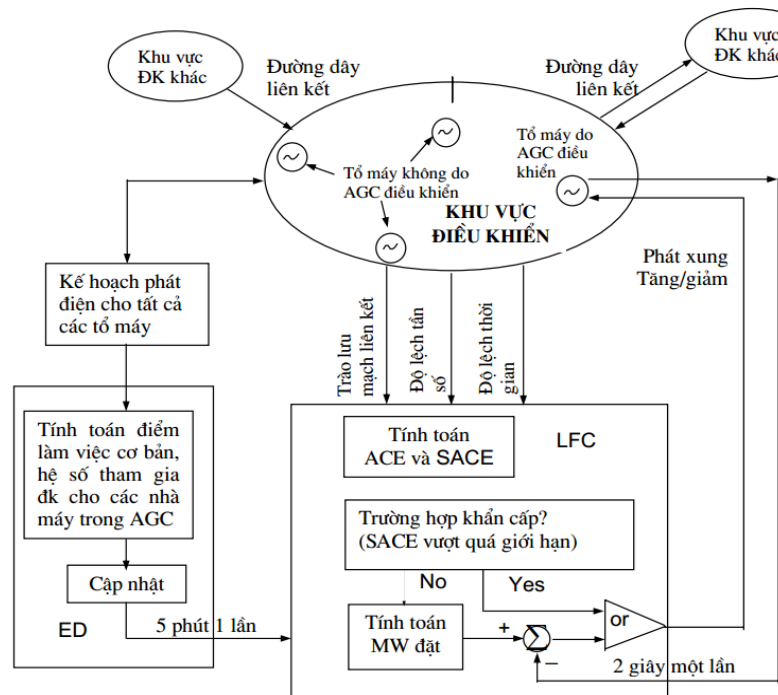 Khu vực
ĐK khác
Đường dây
liên kết
Đường dây
liên kết
Khu vực
ĐK khác
Tổ máy do
AGC điều
khiển
Tổ máy không do
AGC điều khiển
KHU VỰC
ĐIỀU KHIỂN
Phát xung
Tăng/giảm
Kế hoạch phát
điện cho tất cả
các tổ máy
Trào lưu
mạch liên kết
Độ lệch tần
số
Độ lệch thời
gian
Tính toán điểm
làm việc cơ bản,
hệ số tham gia
đk cho các nhà
máy trong AGC
Cập nhật
ED
5 phút 1 lần
Tính toán
ACE và SACE
LFC
Trường hợp khẩn cấp?
(SACE vượt quá giới hạn)
No
Yes
Tính toán
MW đặt
+
Σ
−
or
2 giây một lần